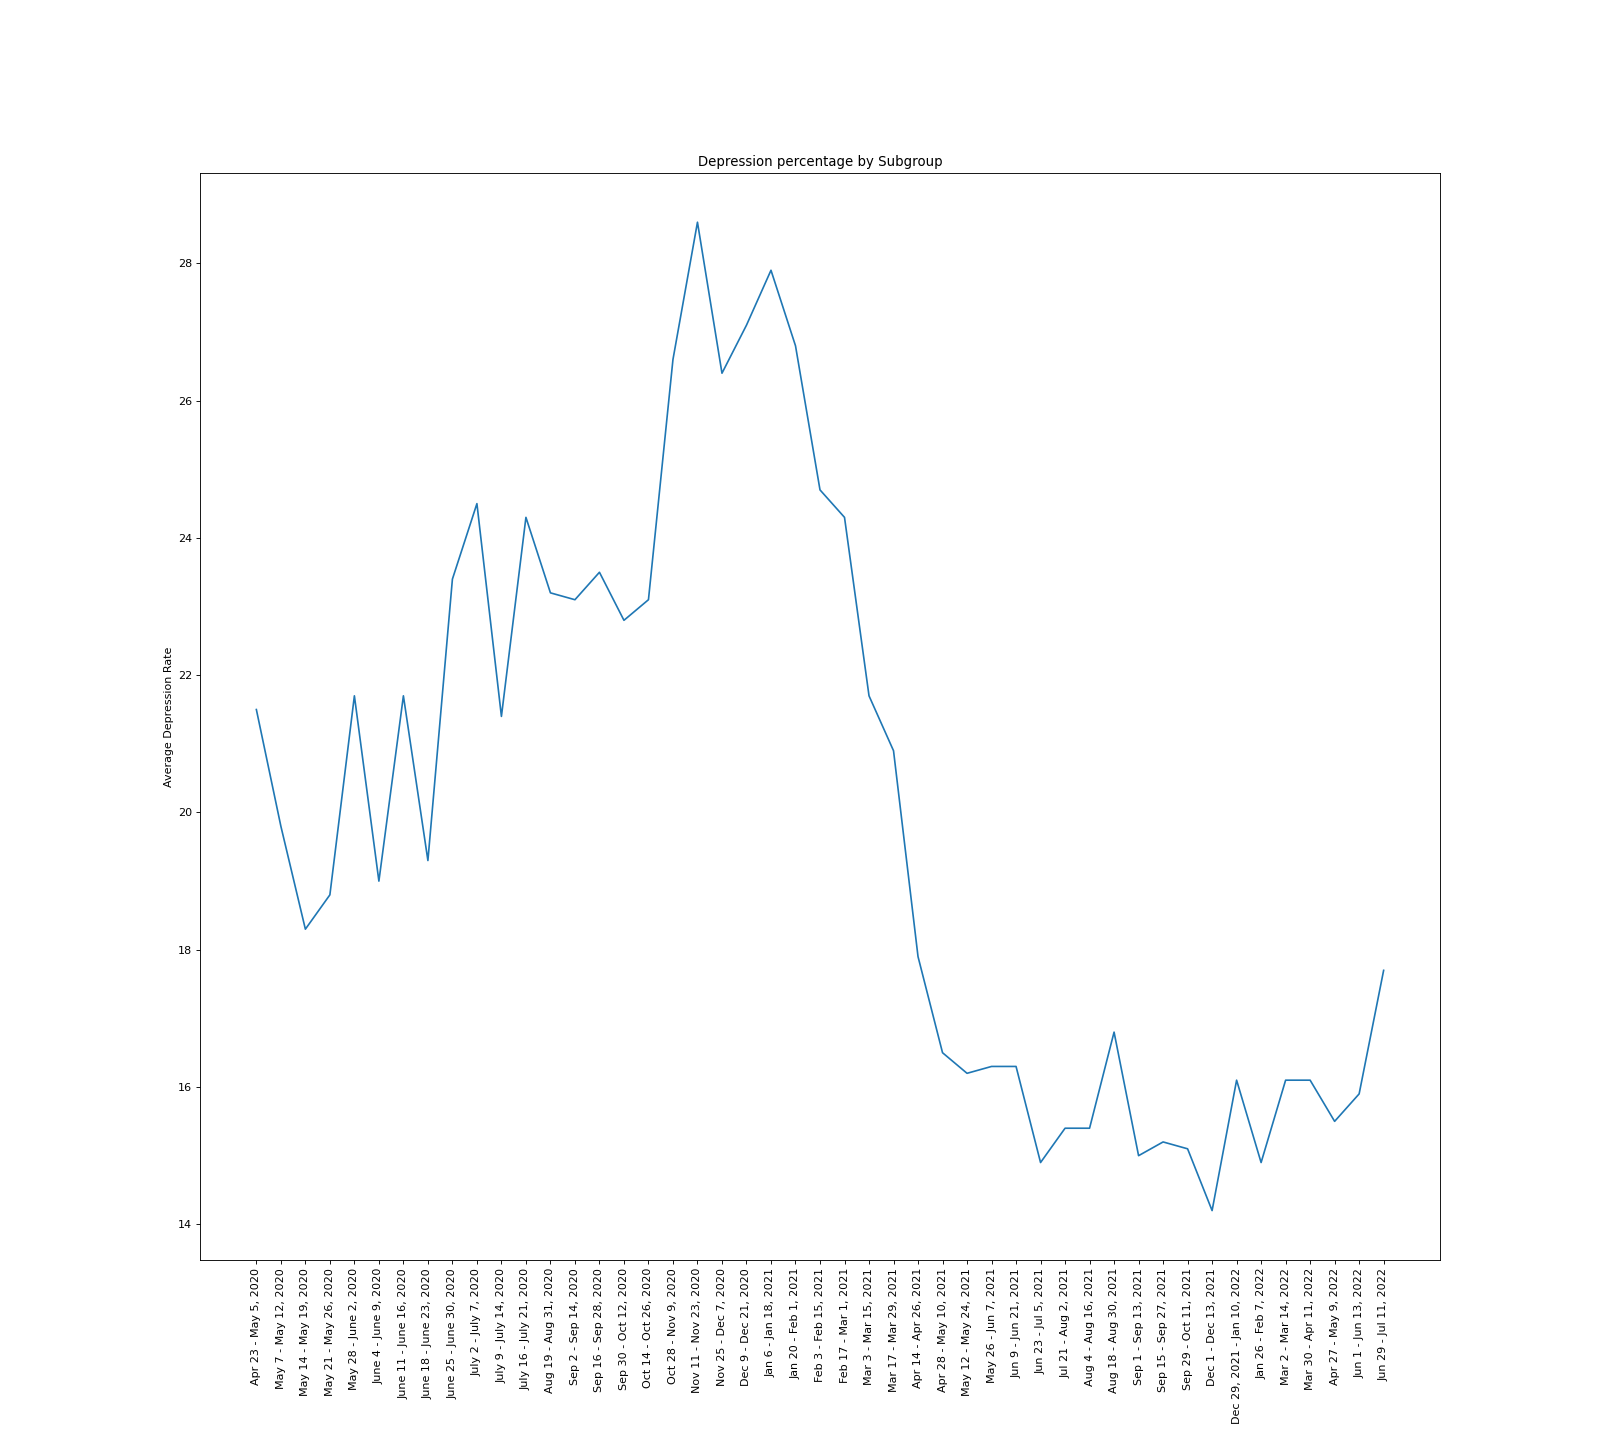 Depression percentage by Subgroup
Average Depression Rate
28
26
24
22
20
18
16
14
Apr 23 - May 5, 2020
May 7 - May 12, 2020
May 14 - May 19, 2020
May 21 - May 26, 2020
May 28 - June 2, 2020
June 4 - June 9, 2020
June 11 - June 16, 2020
June 18 - June 23, 2020
June 25 - June 30, 2020
July 2 - July 7, 2020
July 9 - July 14, 2020
July 16 - July 21, 2020
Aug 19 - Aug 31, 2020
Sep 2 - Sep 14, 2020
Sep 16 - Sep 28, 2020
Sep 30 - Oct 12, 2020
Oct 14 - Oct 26, 2020
Oct 28 - Nov 9, 2020
Nov 11 - Nov 23, 2020
Nov 25 - Dec 7, 2020
Dec 9 - Dec 21, 2020
Jan 6 - Jan 18, 2021
Jan 20 - Feb 1, 2021
Feb 3 - Feb 15, 2021
Feb 17 - Mar 1, 2021
Mar 3 - Mar 15, 2021
Mar 17 - Mar 29, 2021
Apr 14 - Apr 26, 2021
Apr 28 - May 10, 2021
May 12 - May 24, 2021
May 26 - Jun 7, 2021
Jun 9 - Jun 21, 2021
Jun 23 - Jul 5, 2021
Jul 21 - Aug 2, 2021
Aug 4 - Aug 16, 2021
Aug 18 - Aug 30, 2021
Sep 1 - Sep 13, 2021
Sep 15 - Sep 27, 2021
Sep 29 - Oct 11, 2021
Dec 1 - Dec 13, 2021
Dec 29, 2021 - Jan 10, 2022
Jan 26 - Feb 7, 2022
Mar 2 - Mar 14, 2022
Mar 30 - Apr 11, 2022
Apr 27 - May 9, 2022
Jun 1 - Jun 13, 2022
Jun 29 - Jul 11, 2022